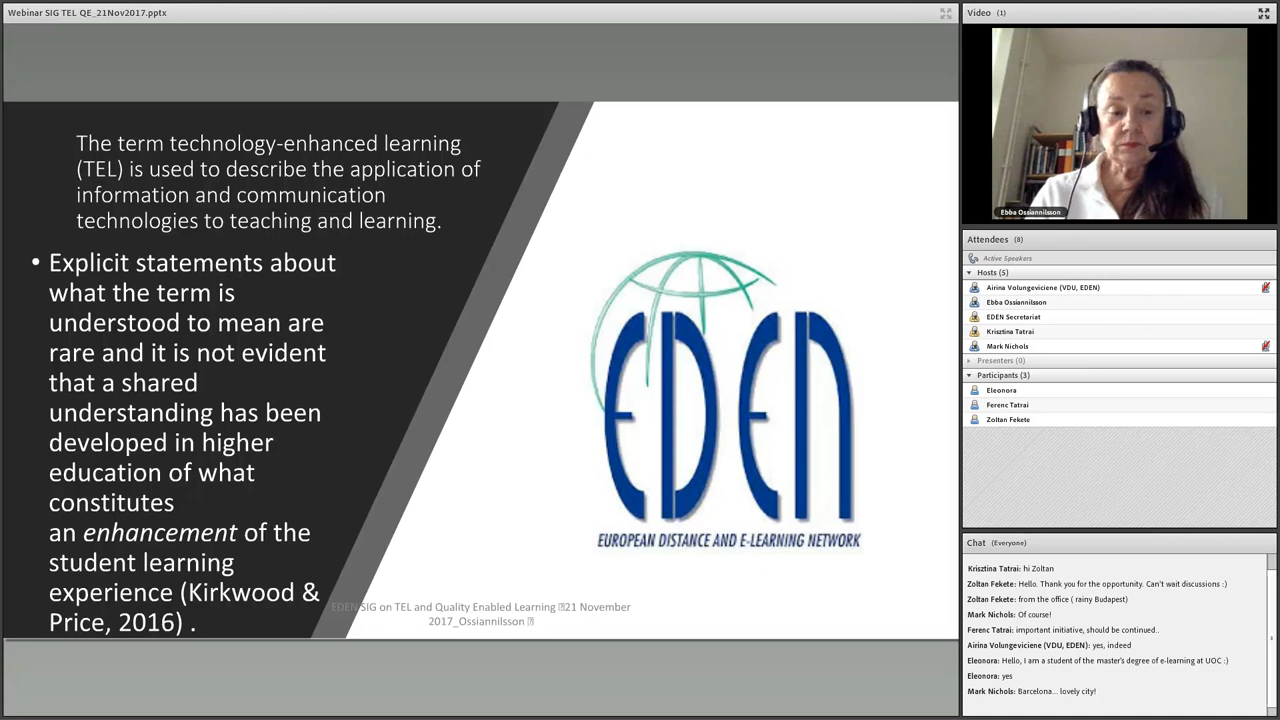 Webinar SIG TEL QE_21Nov2017.pptx
The term technology-enhanced learning
(TEL) is used to describe the application of
information and communication
technologies to teaching and learning.
• Explicit statements about
what the term is
understood to mean are
rare and it is not evident
that a shared
understanding has been
developed in higher
education of what
constitutes
an enhancement of the
student learning
experience (Kirkwood &
Price, 2016) .
EDEN
EUROPEAN DISTANCE AND E-LEARNING NETWORK
EDEN SIG on TEL and Quality Enabled Learning 21 November
2017_Ossiannilsson
Video (1)
Ebba Ossiannilsson
Attendees (8)
Active Speakers
Hosts (5)
Airina Volungeviciene (VDU, EDEN)
Ebba Ossiannilsson
EDEN Secretariat
Krisztina Tatrai
Mark Nichols
Presenters (0)
Participants (3)
Eleonora
Ferenc Tatrai
Zoltan Fekete
Chat (Everyone)
Krisztina Tatrai: hi Zoltan
Zoltan Fekete: Hello. Thank you for the opportunity. Can't wait discussions :)
Zoltan Fekete: from the office ( rainy Budapest)
Mark Nichols: Of course!
Ferenc Tatrai: important initiative, should be continued..
Airina Volungeviciene (VDU, EDEN): yes, indeed
Eleonora: Hello, I am a student of the master's degree of e-learning at UOC :)
Eleonora: yes
Mark Nichols: Barcelona... lovely city!